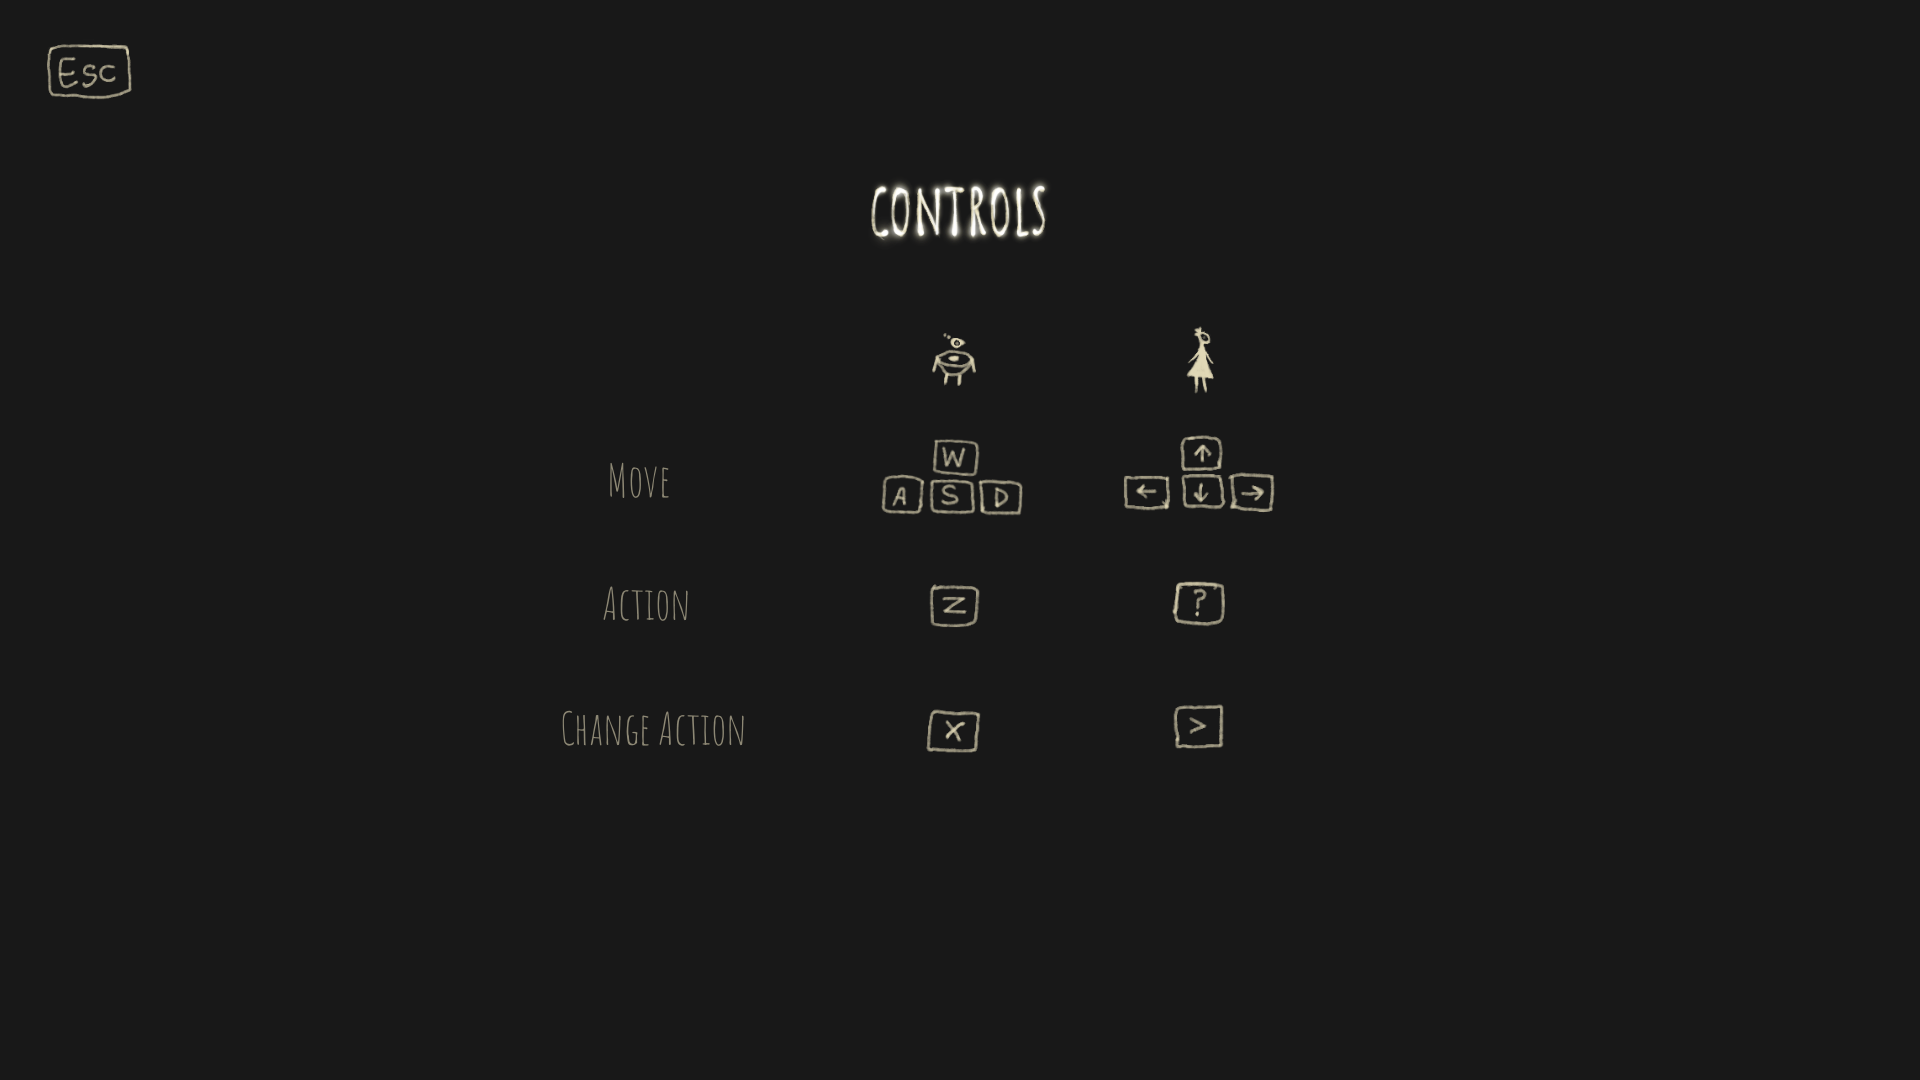 Esc
CONTROLS
MOVE W A S D ↑ ← ↓ →
ACTION Z ?
CHANGE ACTION X >